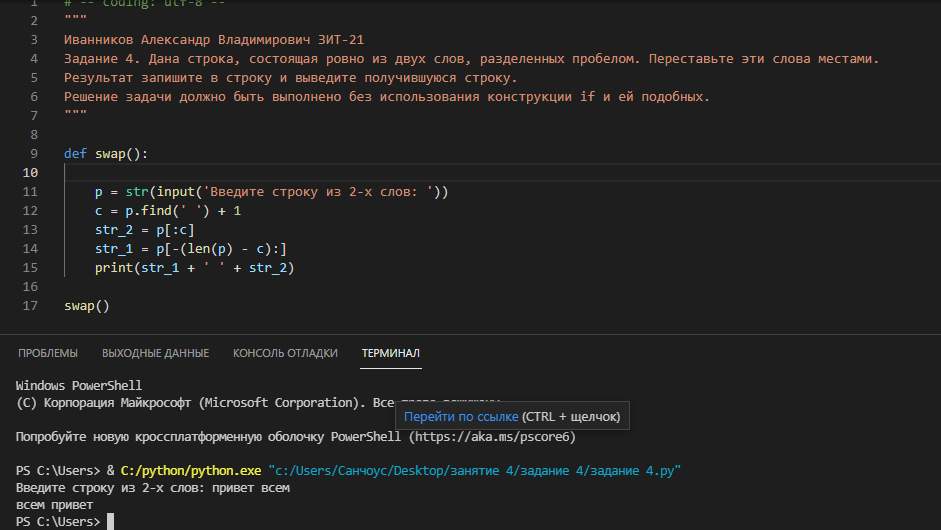 1 # -- coding: utf-8 --
2 """
3 Иванников Александр Владимирович ЗИТ-21
4 Задание 4. Дана строка, состоящая ровно из двух слов, разделенных пробелом. Переставьте эти слова местами.
5 Результат запишите в строку и выведите получившуюся строку.
6 Решение задачи должно быть выполнено без использования конструкции if и ей подобных.
7 """
8
9 def swap():
10
11 p = str(input('Введите строку из 2-х слов: '))
12 c = p.find(' ') + 1
13 str_2 = p[:c]
14 str_1 = p[-(len(p) - c):]
15 print(str_1 + ' ' + str_2)
16
17 swap()
ПРОБЛЕМЫ ВЫХОДНЫЕ ДАННЫЕ КОНСОЛЬ ОТЛАДКИ ТЕРМИНАЛ
Windows PowerShell
(C) Корпорация Майкрософт (Microsoft Corporation). Все
Перейти по ссылке (CTRL + щелчок)
Попробуйте новую кроссплатформенную оболочку PowerShell (https://aka.ms/pscore6)
PS C:\Users> & C:/python/python.exe "c:/Users/Санчоус/Desktop/занятие 4/задание 4/задание 4.py"
Введите строку из 2-х слов: привет всем
всем привет
PS C:\Users>